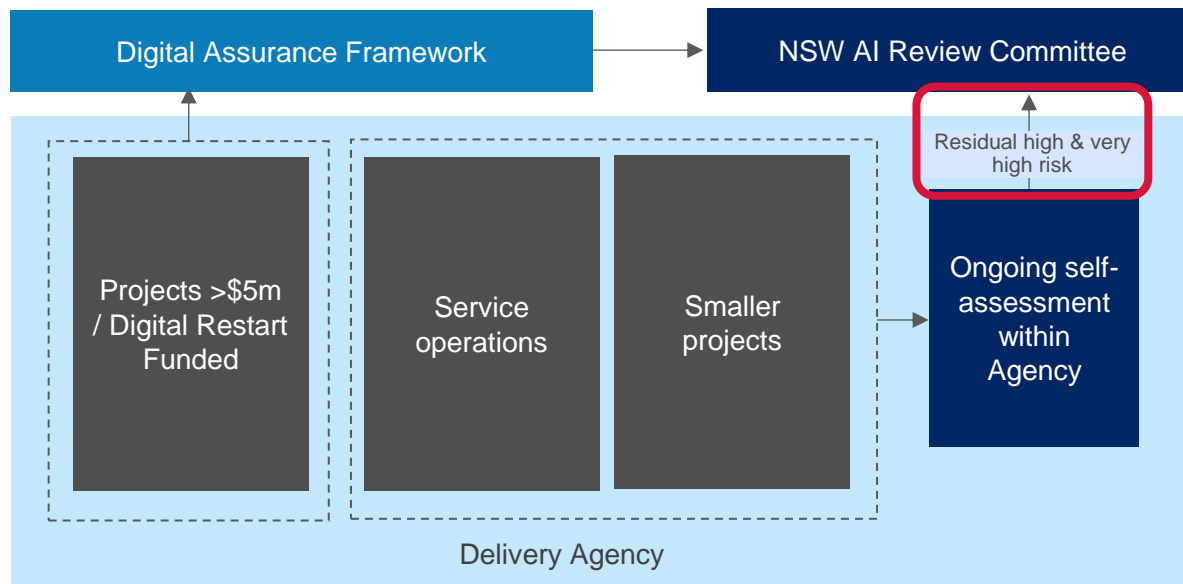 Digital Assurance Framework
NSW AI Review Committee
Residual high & very
high risk
Projects >$5m
/ Digital Restart
Funded
Service
operations
Smaller
projects
Ongoing self-
assessment
within
Agency
Delivery Agency